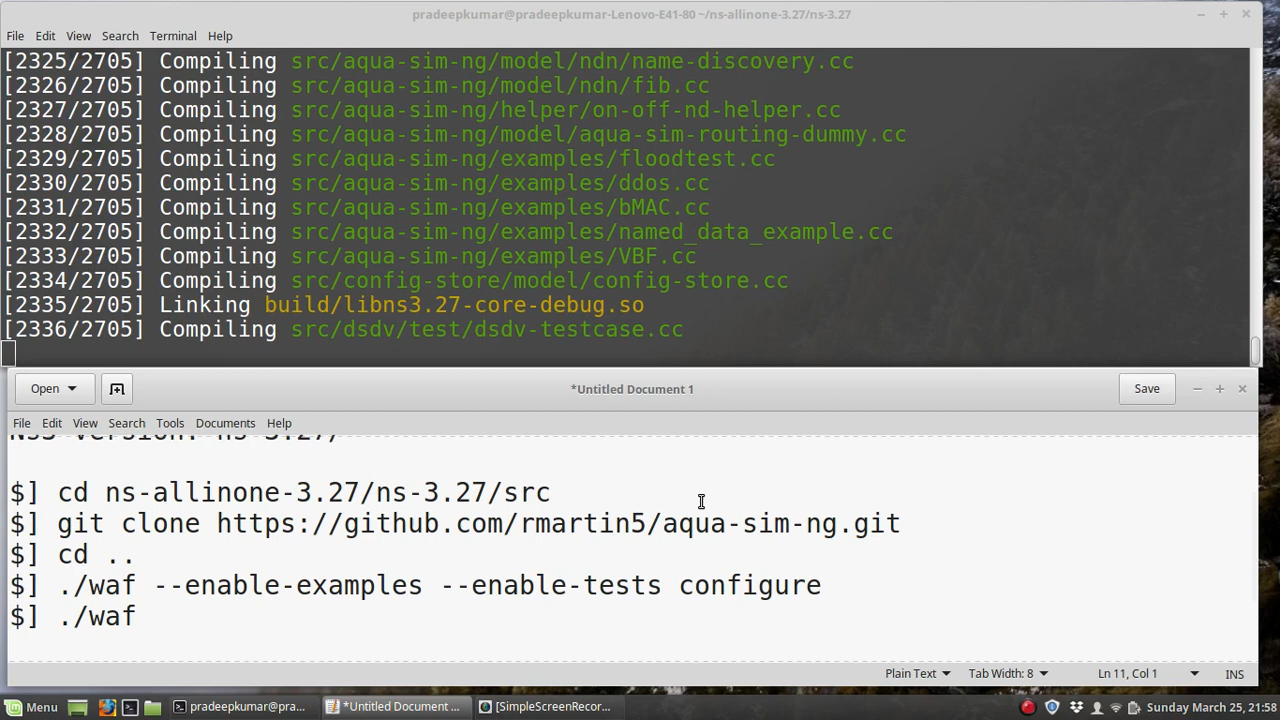 pradeepkumar@pradeepkumar-Lenovo-E41-80 ~/ns-allinone-3.27/ns-3.27
File Edit View Search Terminal Help
[2325/2705] Compiling src/aqua-sim-ng/model/ndn/name-discovery.cc
[2326/2705] Compiling src/aqua-sim-ng/model/ndn/fib.cc
[2327/2705] Compiling src/aqua-sim-ng/helper/on-off-nd-helper.cc
[2328/2705] Compiling src/aqua-sim-ng/model/aqua-sim-routing-dummy.cc
[2329/2705] Compiling src/aqua-sim-ng/examples/floodtest.cc
[2330/2705] Compiling src/aqua-sim-ng/examples/ddos.cc
[2331/2705] Compiling src/aqua-sim-ng/examples/bMAC.cc
[2332/2705] Compiling src/aqua-sim-ng/examples/named_data_example.cc
[2333/2705] Compiling src/aqua-sim-ng/examples/VBF.cc
[2334/2705] Compiling src/config-store/model/config-store.cc
[2335/2705] Linking build/libns3.27-core-debug.so
[2336/2705] Compiling src/dsdv/test/dsdv-testcase.cc
Open *Untitled Document 1 Save
File Edit View Search Tools Documents Help
version: ns-3.27/
$] cd ns-allinone-3.27/ns-3.27/src
$] git clone https://github.com/rmartin5/aqua-sim-ng.git
$] cd ..
$] ./waf --enable-examples --enable-tests configure
$] ./waf
Plain Text Tab Width: 8 Ln 11, Col 1 INS
Menu pradeepkumar@pra... *Untitled Document ... [SimpleScreenRecor... Sunday March 25, 21:58